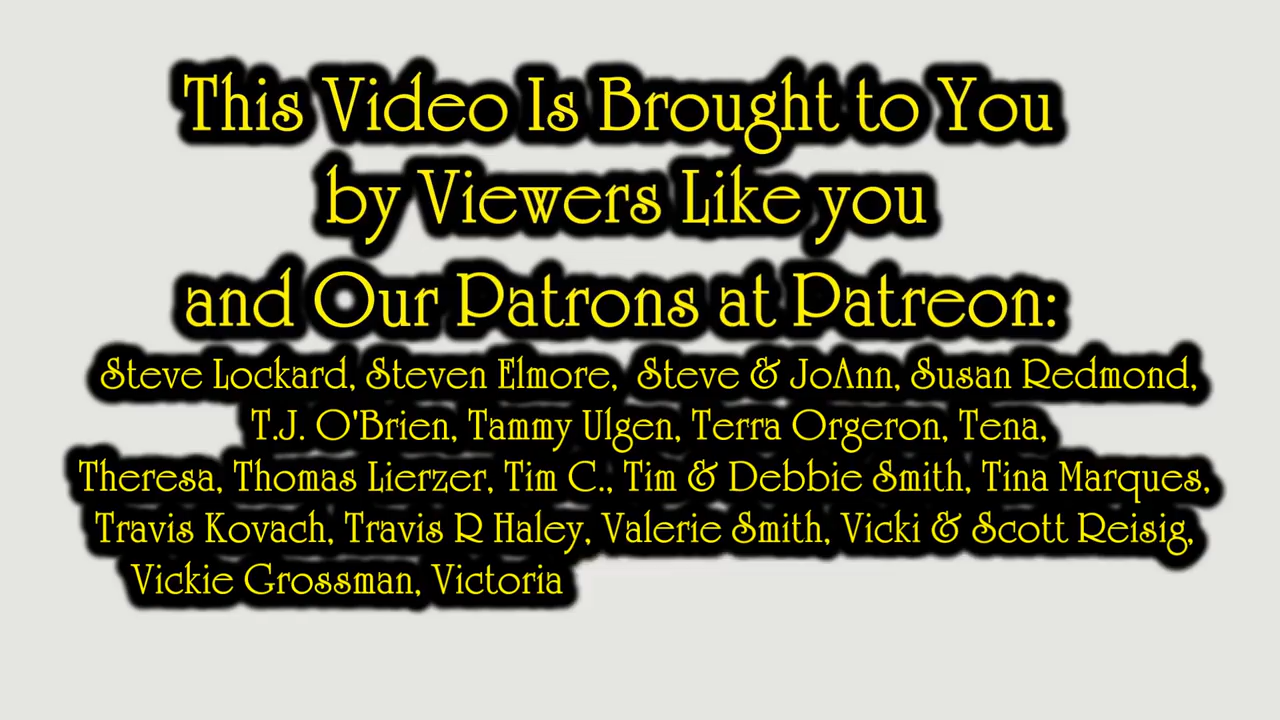 This Video Is Brought to You
by Viewers Like you
and Our Patrons at Patreon:
Steve Lockard, Steven Elmore, Steve & JoAnn, Susan Redmond,
T.J. O'Brien, Tammy Ulgen, Terra Orgeron, Tena,
Theresa, Thomas Lierzer, Tim C., Tim & Debbie Smith, Tina Marques,
Travis Kovach, Travis R Haley, Valerie Smith, Vicki & Scott Reisig,
Vickie Grossman, Victoria